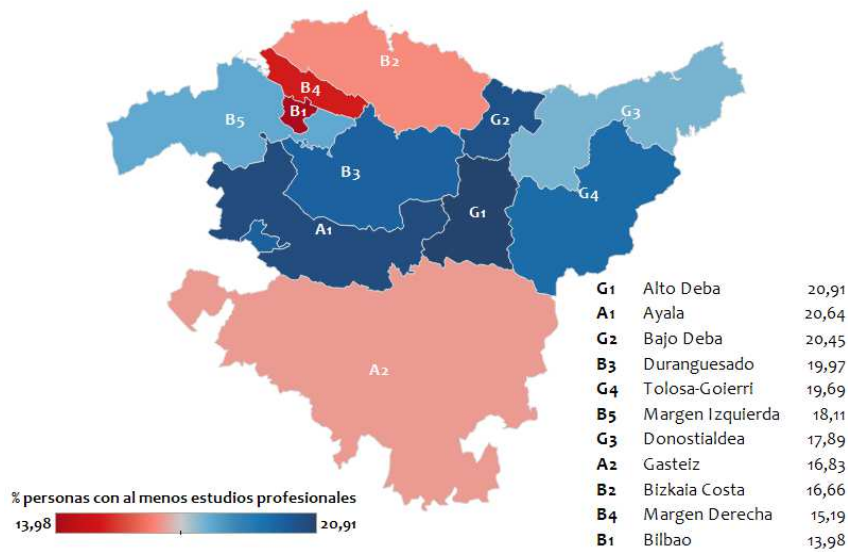 B2
B4
B1
B5
G2
G3
B3
G4
G1
A1
A2
G1 Alto Deba 20,91
A1 Ayala 20,64
G2 Bajo Deba 20,45
B3 Duranguesado 19,97
G4 Tolosa-Goierri 19,69
B5 Margen Izquierda 18,11
G3 Donostialdea 17,89
A2 Gasteiz 16,83
B2 Bizkaia Costa 16,66
B4 Margen Derecha 15,19
B1 Bilbao 13,98
% personas con al menos estudios profesionales
13,98 20,91